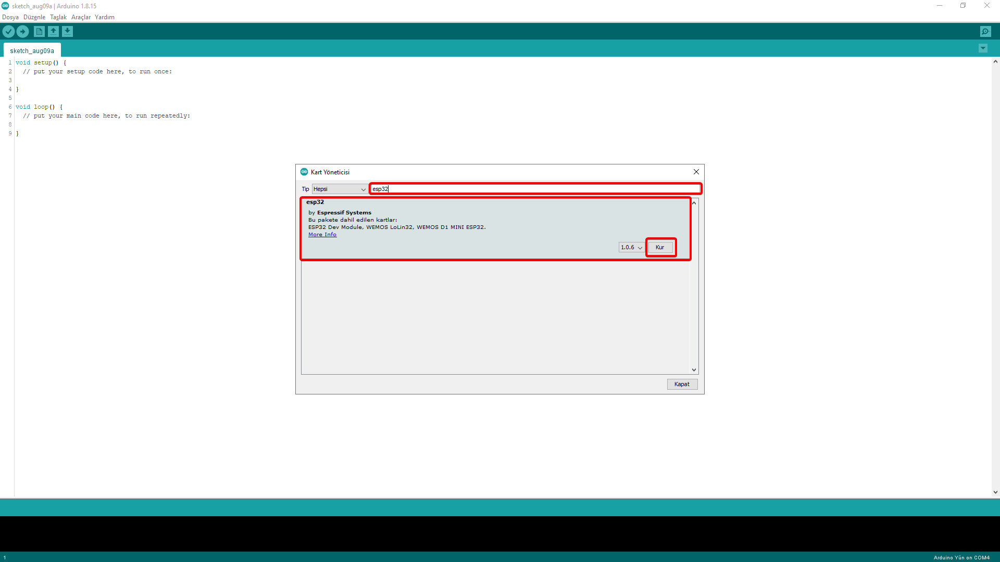 sketch_aug09a | Arduino 1.8.15
Dosya Düzenle Taslak Araçlar Yardım
sketch_aug09a
1 void setup() {
2 // put your setup code here, to run once:
3
4 }
5
6 void loop() {
7 // put your main code here, to run repeatedly:
8
9 }
Kart Yöneticisi
Tip Hepsi esp32
esp32
by Espressif Systems
Bu pakete dahil edilen kartlar:
ESP32 Dev Module, WEMOS LoLin32, WEMOS D1 MINI ESP32.
More Info
1.0.6 Kur
Kapat
1 Arduino Yún on COM4